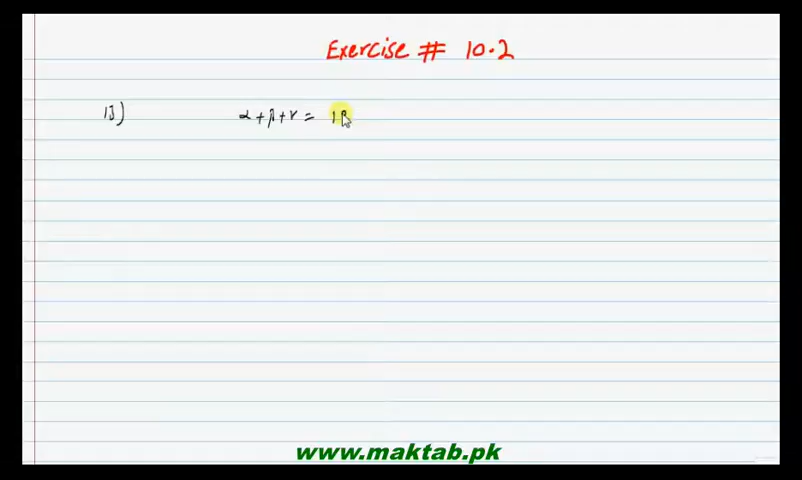 Exercise # 10.2
13) α+β+γ = 18
www.maktab.pk